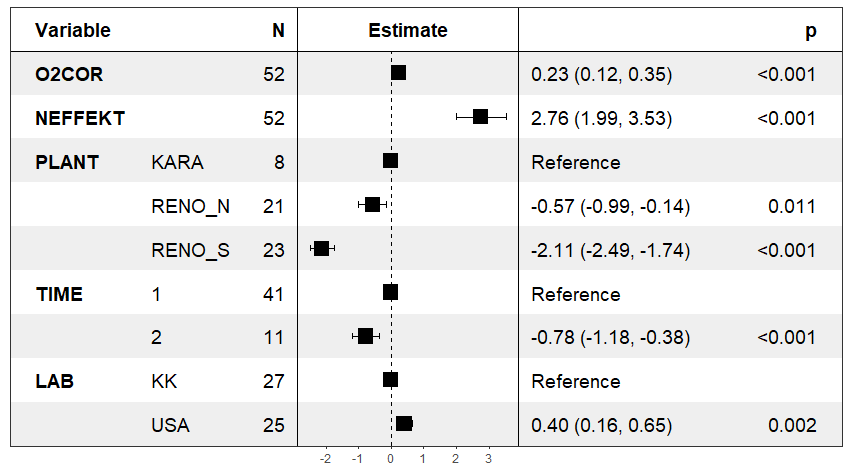 Variable N Estimate p
O2COR 52 0.23 (0.12, 0.35) <0.001
NEFFEKT 52 2.76 (1.99, 3.53) <0.001
PLANT KARA 8 Reference
RENO_N 21 -0.57 (-0.99, -0.14) 0.011
RENO_S 23 -2.11 (-2.49, -1.74) <0.001
TIME 1 41 Reference
2 11 -0.78 (-1.18, -0.38) <0.001
LAB KK 27 Reference
USA 25 0.40 (0.16, 0.65) 0.002
-2 -1 0 1 2 3